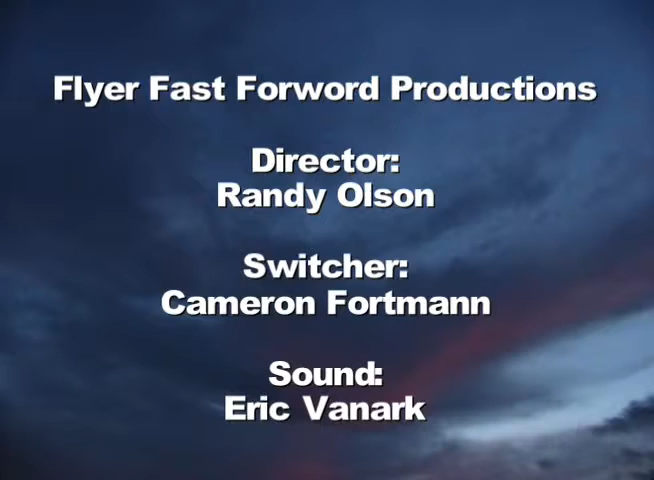 Flyer Fast Forword Productions
Director:
Randy Olson
Switcher:
Cameron Fortmann
Sound:
Eric Vanark